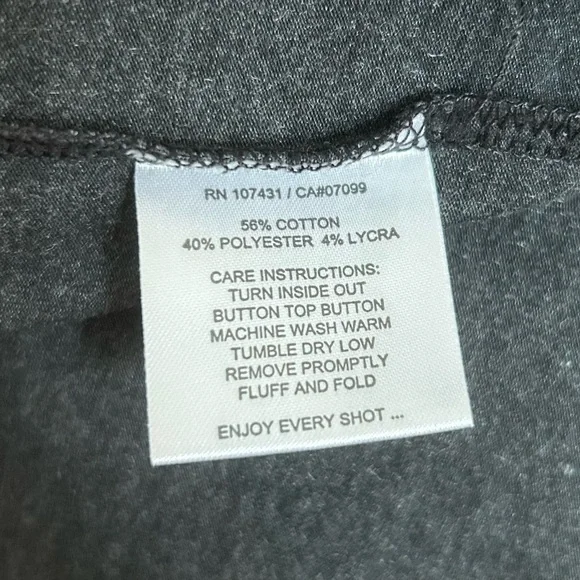 RN 107431 / CA#07099
56% COTTON
40% POLYESTER 4% LYCRA
CARE INSTRUCTIONS:
TURN INSIDE OUT
BUTTON TOP BUTTON
MACHINE WASH WARM
TUMBLE DRY LOW
REMOVE PROMPTLY
FLUFF AND FOLD
ENJOY EVERY SHOT ...